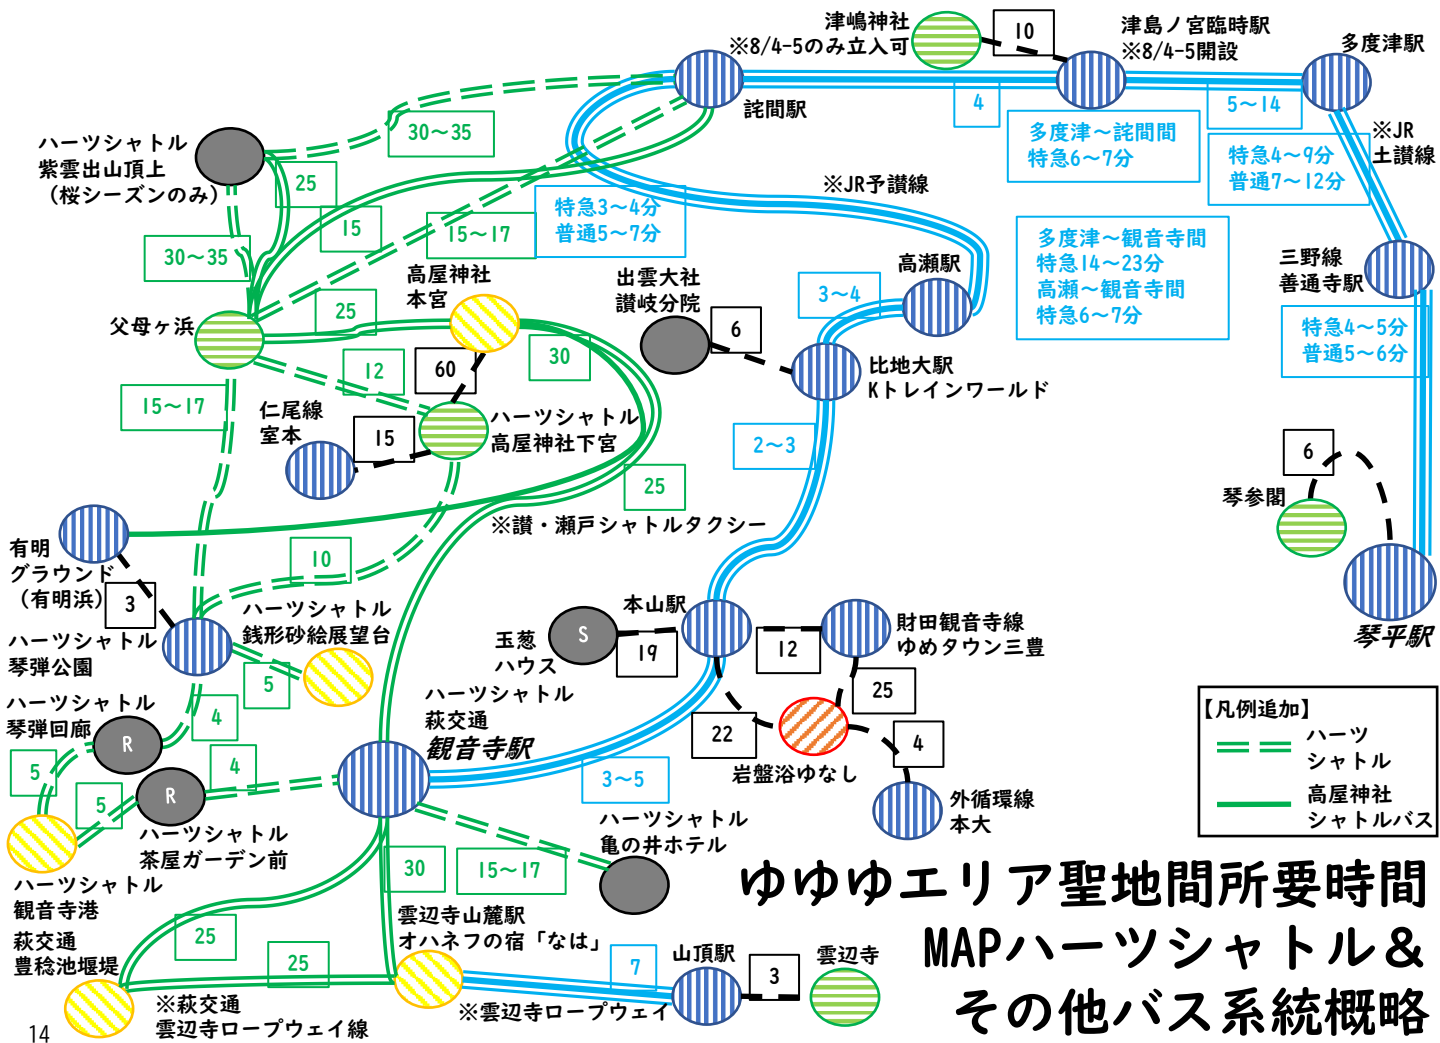 津嶋神社
※8/4-5のみ立入可
10
津島ノ宮臨時駅
※8/4-5開設
多度津駅
詫間駅
4
5～14
多度津～詫間間
特急6～7分
※JR
土讃線
特急4～9分
普通7～12分
30～35
ハーツシャトル
紫雲出山頂上
（桜シーズンのみ）
25
15
15～17
特急3～4分
普通5～7分
※JR予讃線
30～35
多度津～観音寺間
特急14～23分
高瀬～観音寺間
特急6～7分
三野線
善通寺駅
高屋神社
本宮
出雲大社
讃岐分院
高瀬駅
3～4
父母ヶ浜
25
30
6
特急4～5分
普通5～6分
12
60
比地大駅
Kトレインワールド
15～17
仁尾線
室本
15
ハーツシャトル
高屋神社下宮
2～3
6
琴参閣
25
※讃・瀬戸シャトルタクシー
有明
グラウンド
（有明浜）
10
3
ハーツシャトル
銭形砂絵展望台
ハーツシャトル
琴弾公園
5
玉葱
ハウス
S
19
本山駅
12
財田観音寺線
ゆめタウン三豊
琴平駅
25
ハーツシャトル
琴弾回廊
R
4
ハーツシャトル
萩交通
観音寺駅
22
4
岩盤浴ゆなし
【凡例追加】
ハーツ
シャトル
高屋神社
シャトルバス
5
5
R
4
3～5
外循環線
本大
ハーツシャトル
茶屋ガーデン前
ハーツシャトル
亀の井ホテル
30
15～17
ハーツシャトル
観音寺港
萩交通
豊稔池堰堤
25
25
雲辺寺山麓駅
オハネフの宿「なは」
7
山頂駅
3
雲辺寺
※萩交通
雲辺寺ロープウェイ線
※雲辺寺ロープウェイ
ゆゆゆエリア聖地間所要時間
MAPハーツシャトル＆
その他バス系統概略
14